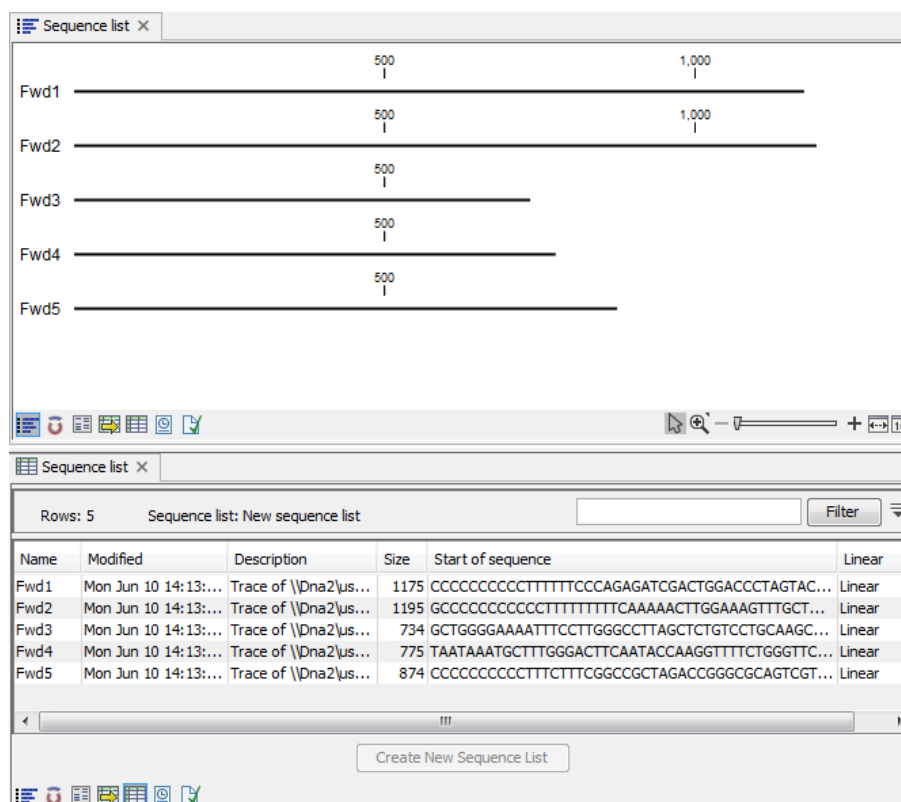 Sequence list
500 1,000
Fwd1
500 1,000
Fwd2
500
Fwd3
500
Fwd4
500
Fwd5
Sequence list
Rows: 5 Sequence list: New sequence list Filter
Name Modified Description Size Start of sequence Linear
Fwd1 Mon Jun 10 14:13:... Trace of \\Dna2\us... 1175 CCCCCCCCCCTTTTTTCCCAGAGATCGACTGGACCCTAGTAC... Linear
Fwd2 Mon Jun 10 14:13:... Trace of \\Dna2\us... 1195 GCCCCCCCCCCCTTTTTTTTTCAAAAACTTGGAAAGTTTGCT... Linear
Fwd3 Mon Jun 10 14:13:... Trace of \\Dna2\us... 734 GCTGGGGAAAATTTCCTTGGGCCTTAGCTCTGTCCTGCAAGC... Linear
Fwd4 Mon Jun 10 14:13:... Trace of \\Dna2\us... 775 TAATAAATGCTTTGGGACTTCAATACCAAGGTTTTCTGGGTTC... Linear
Fwd5 Mon Jun 10 14:13:... Trace of \\Dna2\us... 874 CCCCCCCCCCTTTCTTTCGGCCGCTAGACCGGGCGCAGTCGT... Linear
Create New Sequence List